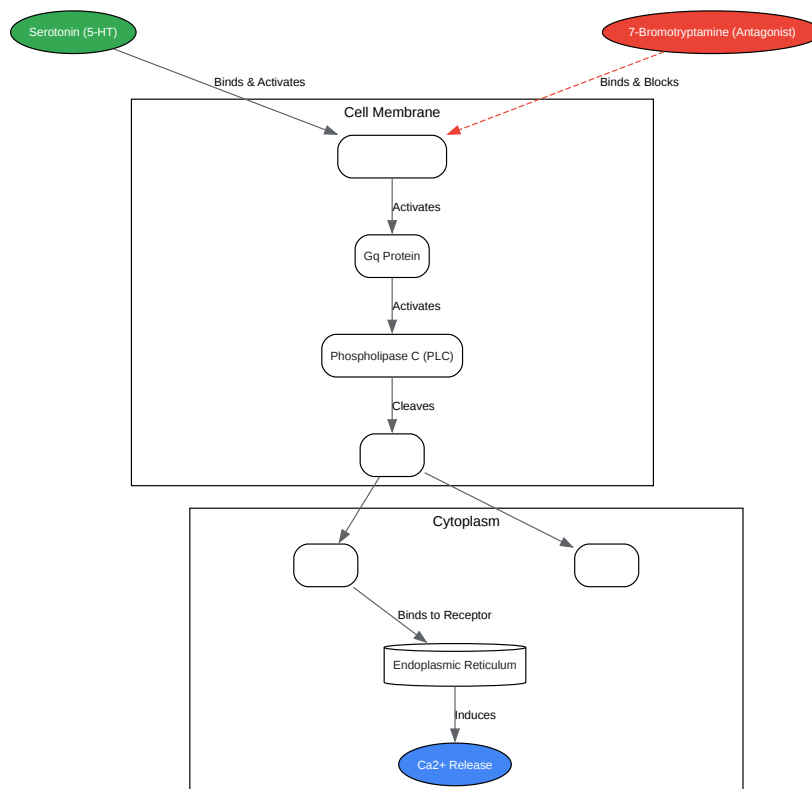 Serotonin (5-HT)
7-Bromotryptamine (Antagonist)
Binds & Activates
Binds & Blocks
Cell Membrane
Activates
Gq Protein
Activates
Phospholipase C (PLC)
Cleaves
Cytoplasm
Binds to Receptor
Endoplasmic Reticulum
Induces
Ca2+ Release